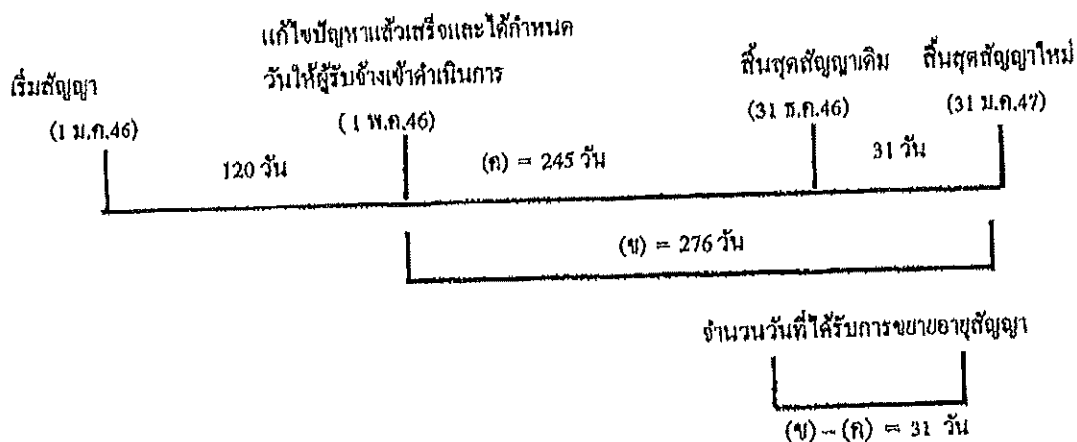 แก้ไขปัญหาแล้วเสร็จและได้กำหนด
วันให้ผู้รับจ้างเข้าดำเนินการ
(1 พ.ค.46)
เริ่มสัญญา
(1 ม.ค.46)
สิ้นสุดสัญญาเดิม
(31 ธ.ค.46)
สิ้นสุดสัญญาใหม่
(31 ม.ค.47)
120 วัน
(ค) = 245 วัน
31 วัน
(ข) = 276 วัน
จำนวนวันที่ได้รับการขยายอายุสัญญา
(ข) - (ค) = 31 วัน